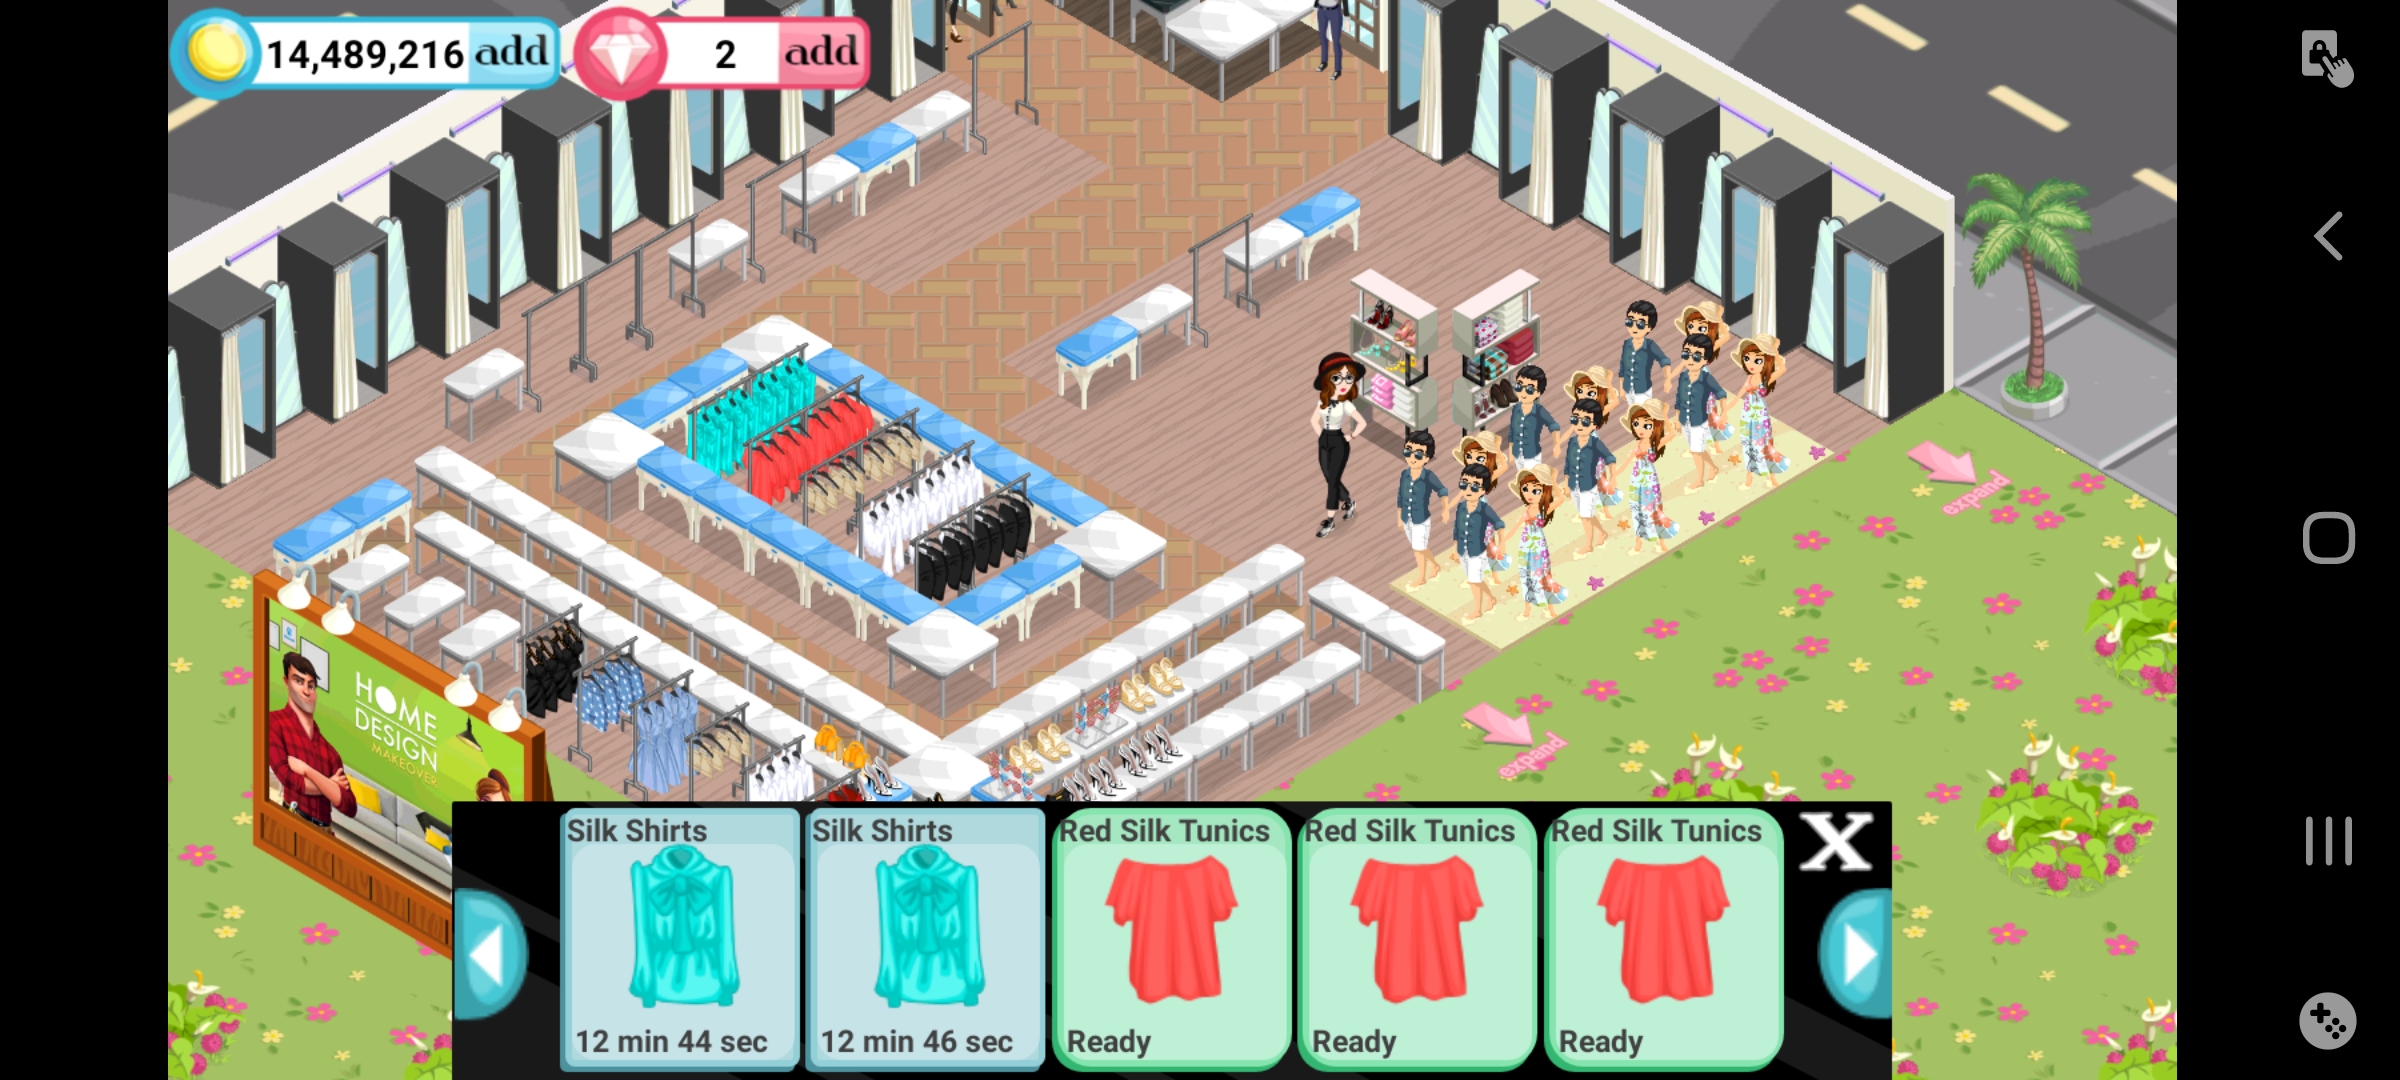 14,489,216 add
2 add
expand
HOME
DESIGN
MAKEOVER
expand
Silk Shirts
12 min 44 sec
Silk Shirts
12 min 46 sec
Red Silk Tunics
Ready
Red Silk Tunics
Ready
Red Silk Tunics
Ready
X